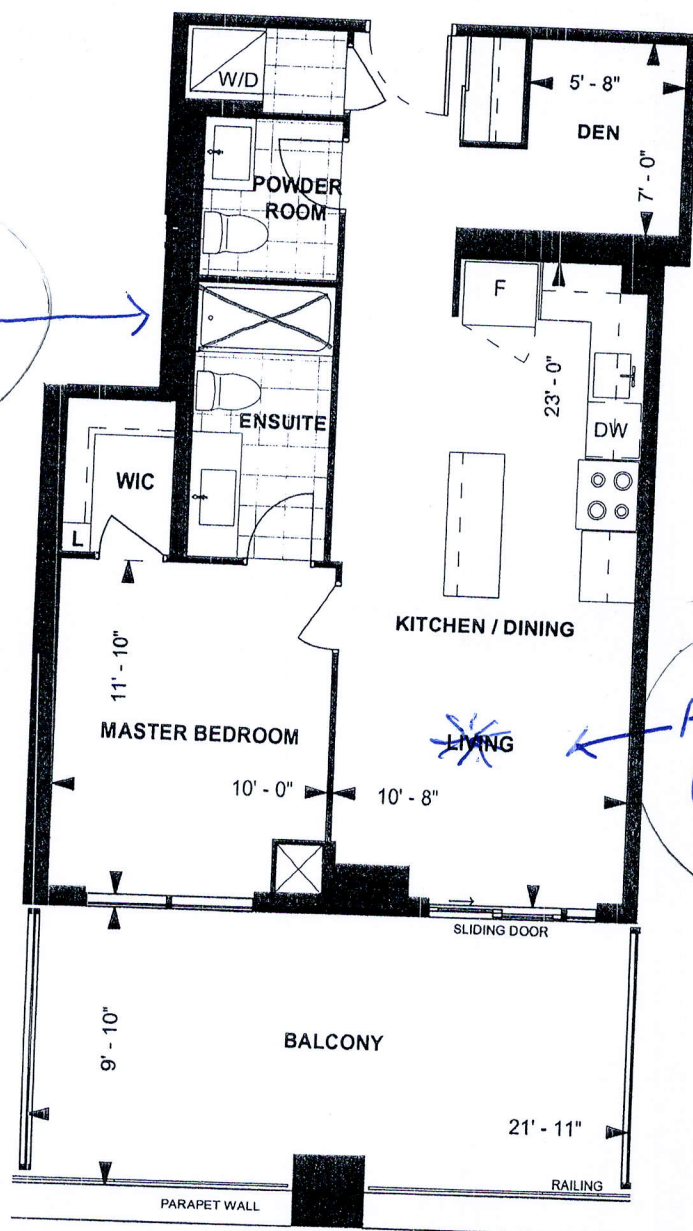 W/D
5' - 8"
DEN
7' - 0"
POWDER
ROOM
F
23' - 0"
ENSUITE
DW
WIC
L
KITCHEN / DINING
11' - 10"
MASTER BEDROOM
LIVING
10' - 0"
10' - 8"
SLIDING DOOR
9' - 10"
BALCONY
21' - 11"
RAILING
PARAPET WALL